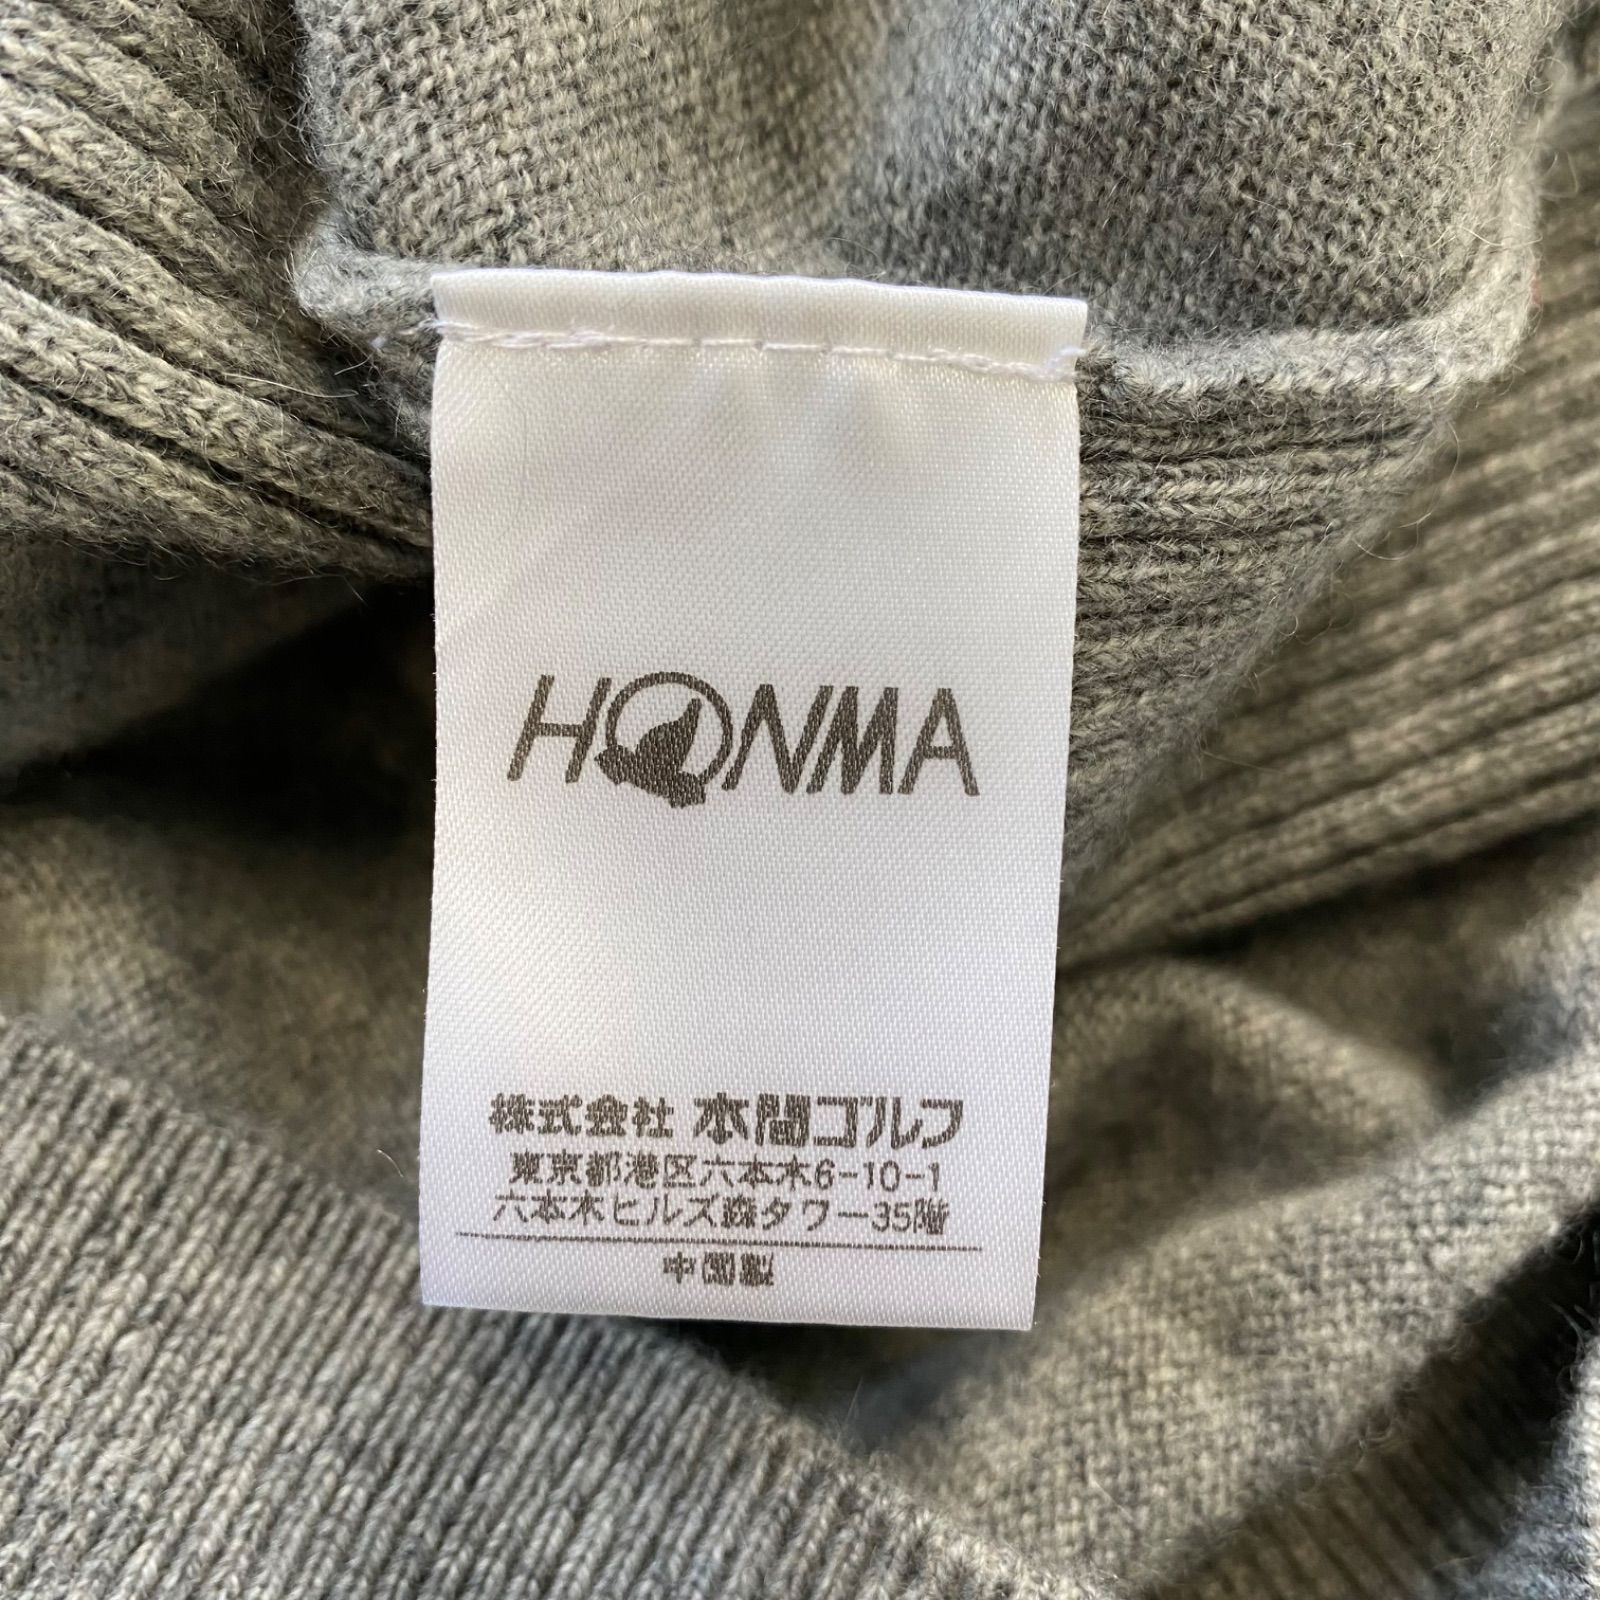 HONMA
株式会社 本間ゴルフ
東京都港区六本木6-10-1
六本木ヒルズ森タワー35階
中国製